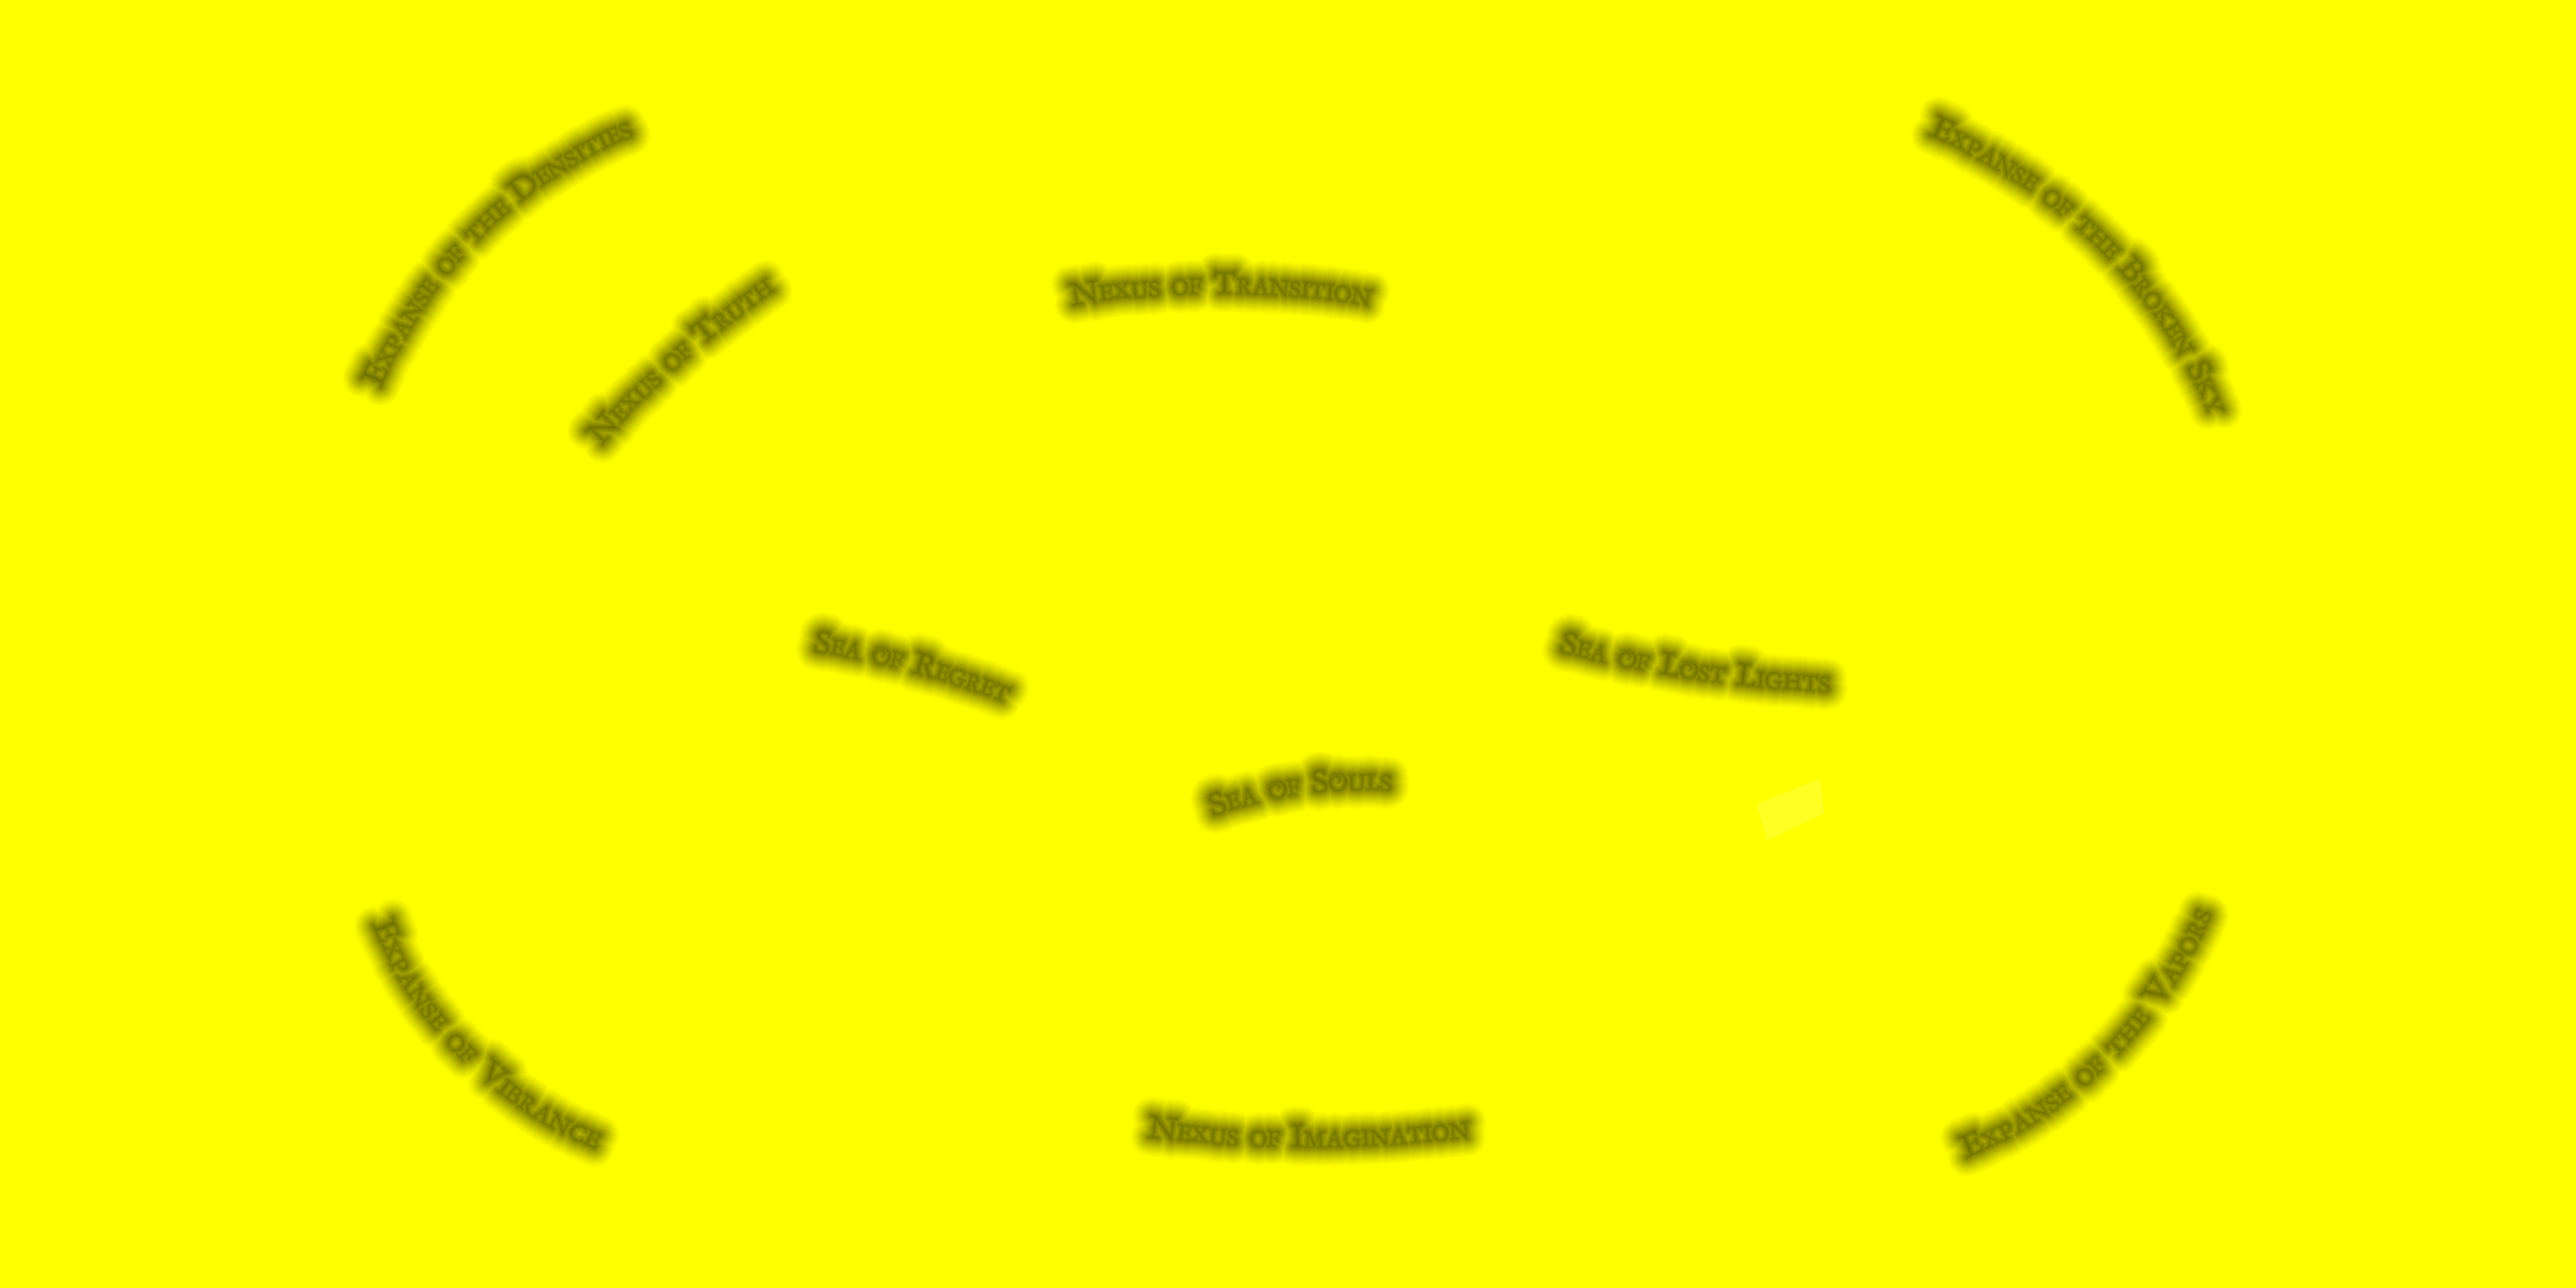 Expanse of the Densities
Expanse of the Broken Sky
Nexus of Truth
Nexus of Transition
Sea of Regret
Sea of Lost Lights
Sea of Souls
Expanse of Vibrance
Expanse of the Vapors
Nexus of Imagination